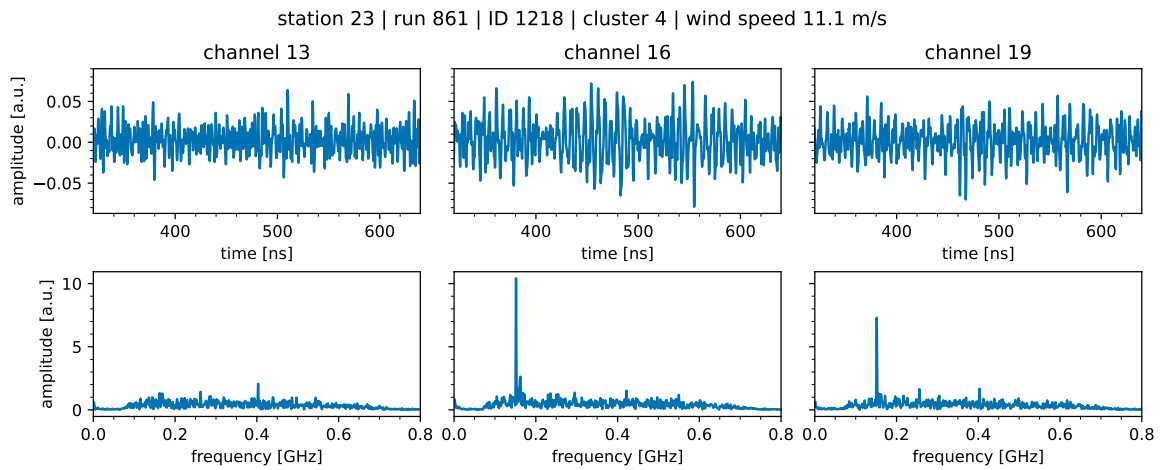 station 23 | run 861 | ID 1218 | cluster 4 | wind speed 11.1 m/s
channel 13
channel 16
channel 19
amplitude [a.u.]
0.05
0.00
−0.05
400
500
600
400
500
600
400
500
600
time [ns]
time [ns]
time [ns]
amplitude [a.u.]
10
5
0
0.0
0.2
0.4
0.6
0.8
0.0
0.2
0.4
0.6
0.8
0.0
0.2
0.4
0.6
0.8
frequency [GHz]
frequency [GHz]
frequency [GHz]